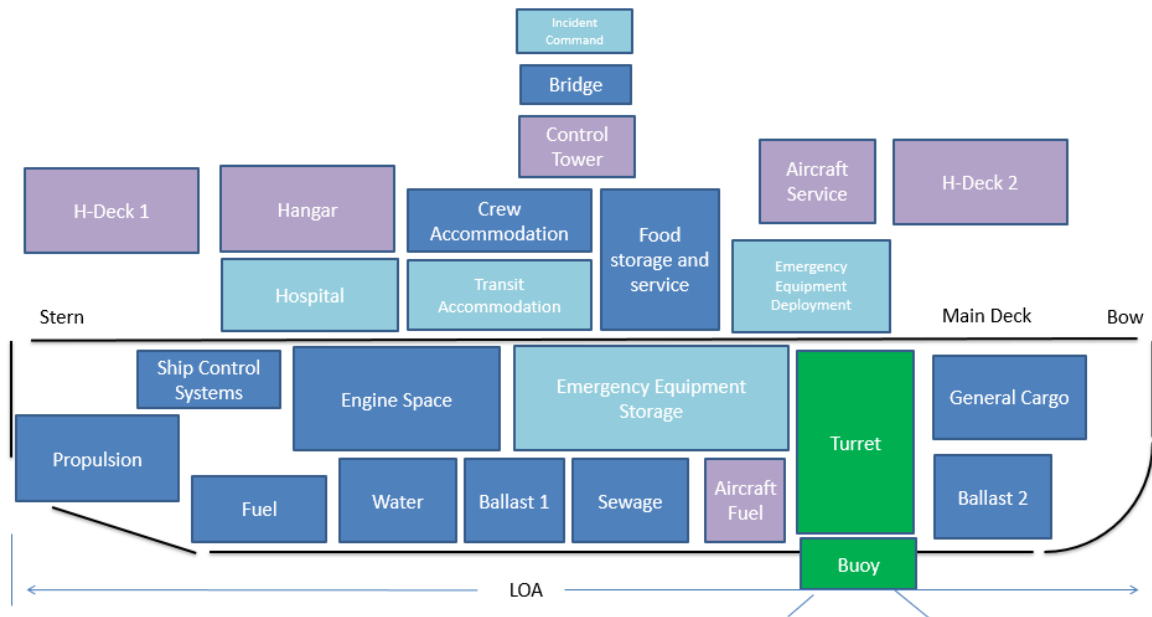 Incident
Command
Bridge
Control
Tower
H-Deck 1
Hangar
Crew
Accommodation
Food
storage and
service
Aircraft
Service
H-Deck 2
Hospital
Transit
Accommodation
Emergency
Equipment
Deployment
Stern
Main Deck
Bow
Ship Control
Systems
Engine Space
Emergency Equipment
Storage
Turret
General Cargo
Propulsion
Fuel
Water
Ballast 1
Sewage
Aircraft
Fuel
Ballast 2
Buoy
LOA